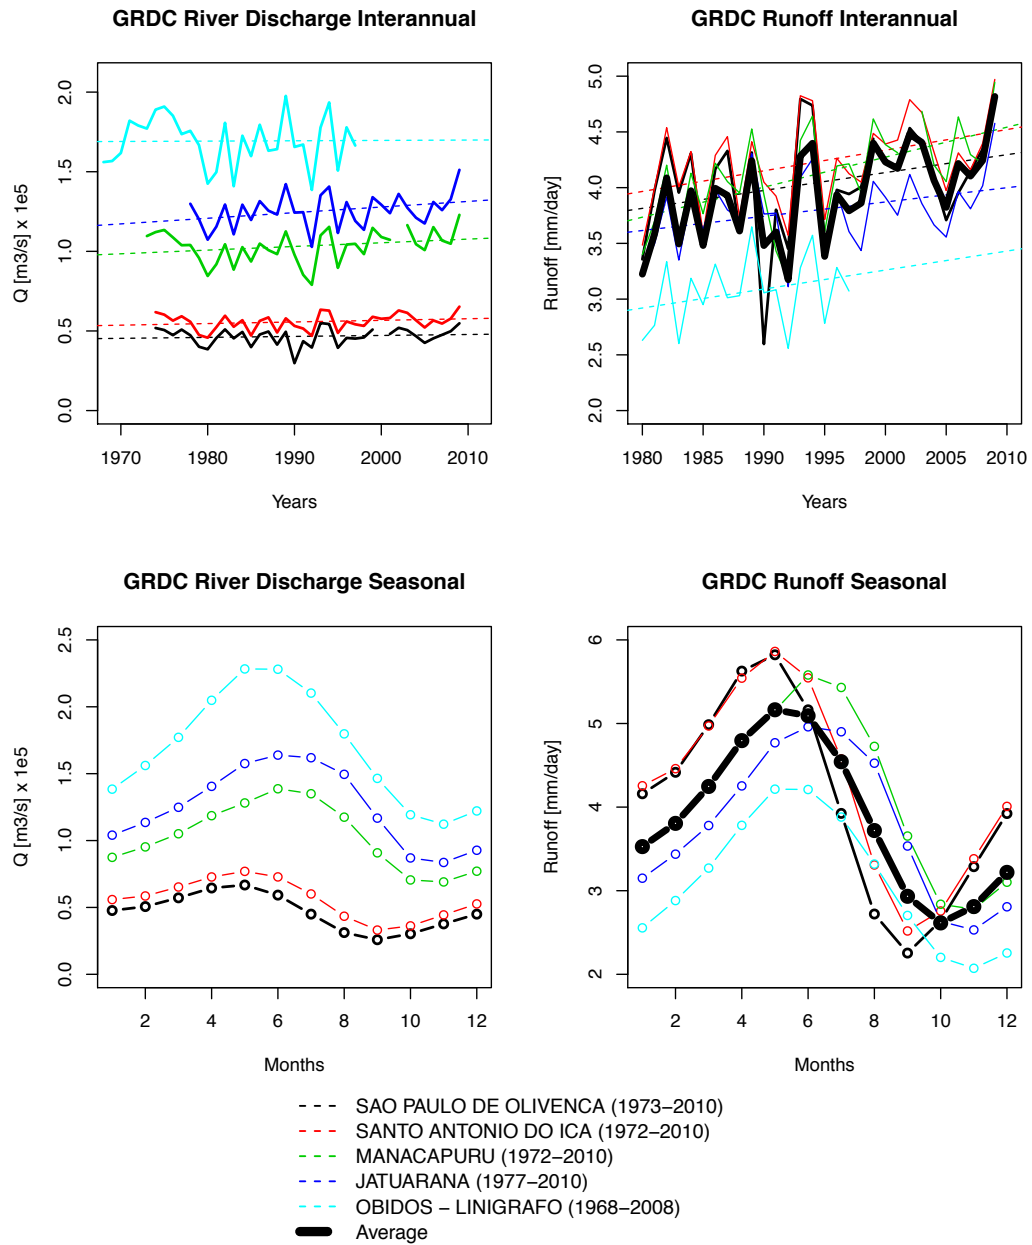 GRDC River Discharge Interannual
Q [m3/s] x 1e5
0.0 0.5 1.0 1.5 2.0
1970 1980 1990 2000 2010
Years
GRDC Runoff Interannual
Runoff [mm/day]
2.0 2.5 3.0 3.5 4.0 4.5 5.0
1980 1985 1990 1995 2000 2005 2010
Years
GRDC River Discharge Seasonal
Q [m3/s] x 1e5
0.0 0.5 1.0 1.5 2.0 2.5
2 4 6 8 10 12
Months
GRDC Runoff Seasonal
Runoff [mm/day]
2 3 4 5 6
2 4 6 8 10 12
Months
SAO PAULO DE OLIVENCA (1973−2010)
SANTO ANTONIO DO ICA (1972−2010)
MANACAPURU (1972−2010)
JATUARANA (1977−2010)
OBIDOS − LINIGRAFO (1968−2008)
Average